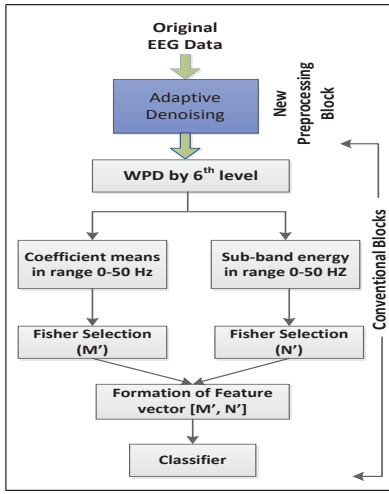 Original
EEG Data
Adaptive
Denoising
New
Preprocessing
Block
WPD by 6th level
Coefficient means
in range 0-50 Hz
Sub-band energy
in range 0-50 HZ
Fisher Selection
(M’)
Fisher Selection
(N’)
Formation of Feature
vector [M’, N’]
Classifier
Conventional Blocks